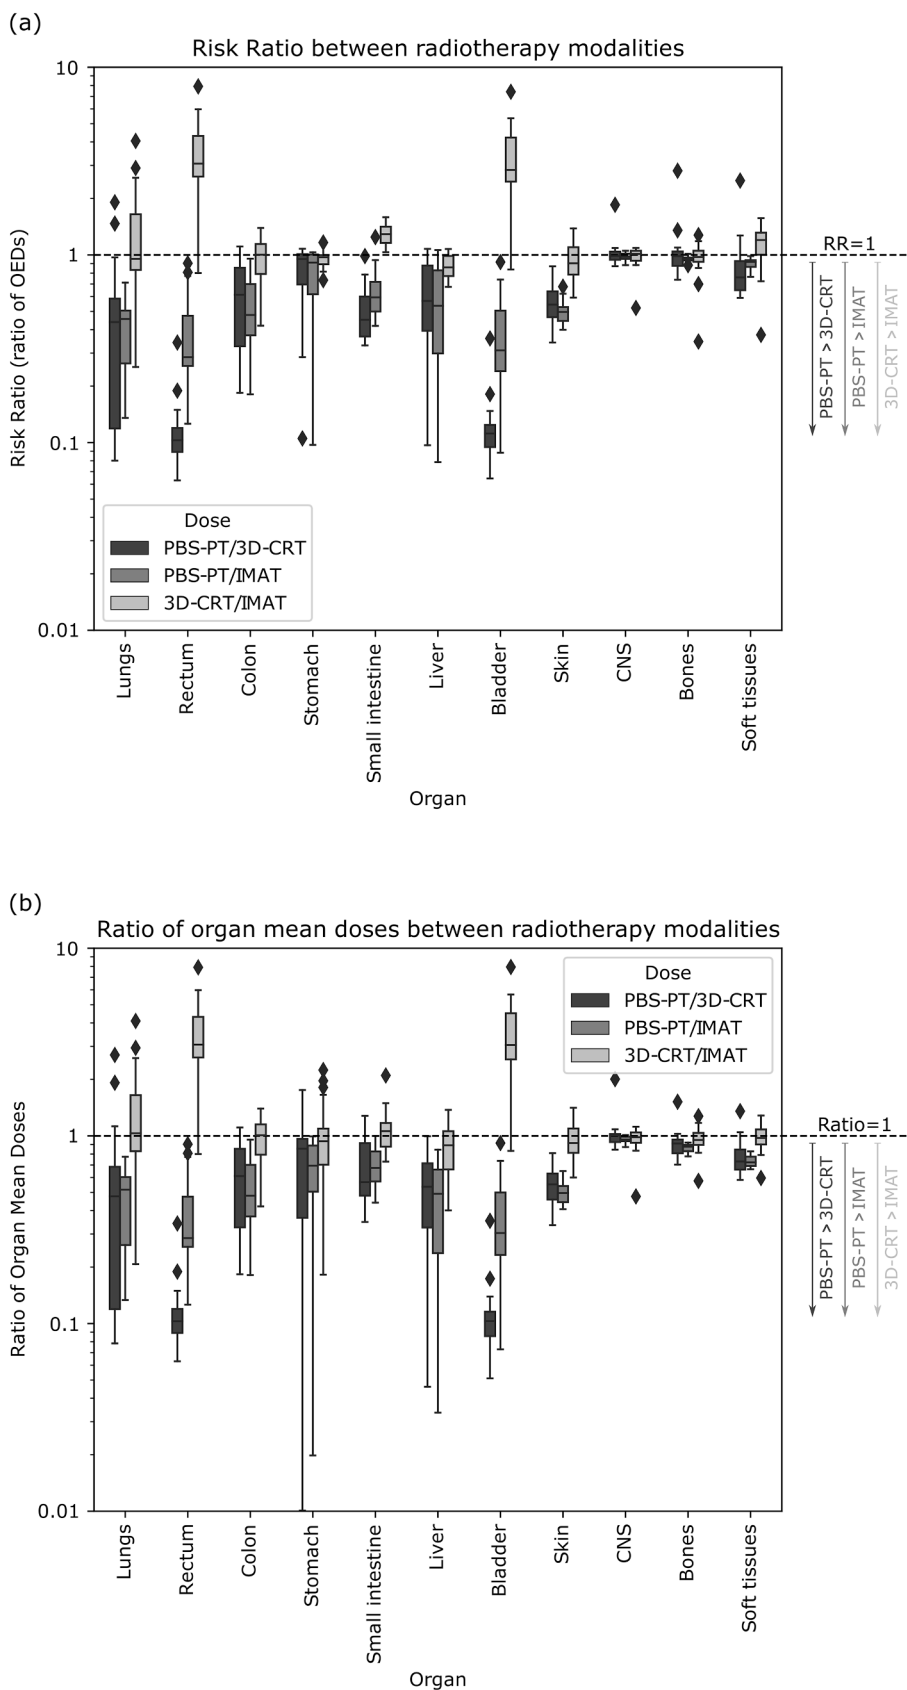 (a)
Risk Ratio between radiotherapy modalities
Risk Ratio (ratio of OEDs)
10
1
0.1
0.01
RR=1
PBS-PT > 3D-CRT
PBS-PT > IMAT
3D-CRT > IMAT
Dose
PBS-PT/3D-CRT
PBS-PT/IMAT
3D-CRT/IMAT
Lungs
Rectum
Colon
Stomach
Small intestine
Liver
Bladder
Skin
CNS
Bones
Soft tissues
Organ
(b)
Ratio of organ mean doses between radiotherapy modalities
Ratio of Organ Mean Doses
10
1
0.1
0.01
Dose
PBS-PT/3D-CRT
PBS-PT/IMAT
3D-CRT/IMAT
Ratio=1
PBS-PT > 3D-CRT
PBS-PT > IMAT
3D-CRT > IMAT
Lungs
Rectum
Colon
Stomach
Small intestine
Liver
Bladder
Skin
CNS
Bones
Soft tissues
Organ